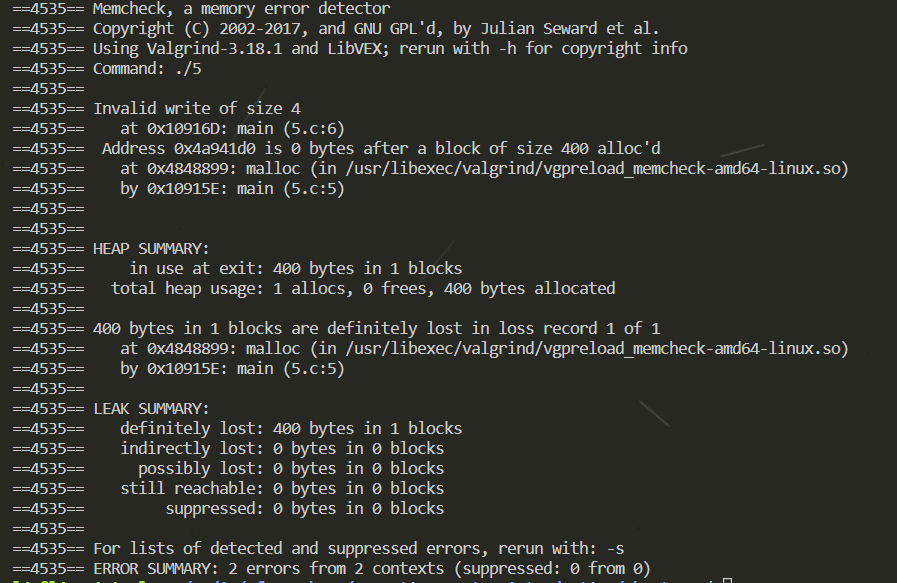 ==4535== Memcheck, a memory error detector
==4535== Copyright (C) 2002-2017, and GNU GPL'd, by Julian Seward et al.
==4535== Using Valgrind-3.18.1 and LibVEX; rerun with -h for copyright info
==4535== Command: ./5
==4535==
==4535== Invalid write of size 4
==4535==    at 0x10916D: main (5.c:6)
==4535==  Address 0x4a941d0 is 0 bytes after a block of size 400 alloc'd
==4535==    at 0x4848899: malloc (in /usr/libexec/valgrind/vgpreload_memcheck-amd64-linux.so)
==4535==    by 0x10915E: main (5.c:5)
==4535==
==4535==
==4535== HEAP SUMMARY:
==4535==     in use at exit: 400 bytes in 1 blocks
==4535==   total heap usage: 1 allocs, 0 frees, 400 bytes allocated
==4535==
==4535== 400 bytes in 1 blocks are definitely lost in loss record 1 of 1
==4535==    at 0x4848899: malloc (in /usr/libexec/valgrind/vgpreload_memcheck-amd64-linux.so)
==4535==    by 0x10915E: main (5.c:5)
==4535==
==4535== LEAK SUMMARY:
==4535==    definitely lost: 400 bytes in 1 blocks
==4535==    indirectly lost: 0 bytes in 0 blocks
==4535==      possibly lost: 0 bytes in 0 blocks
==4535==    still reachable: 0 bytes in 0 blocks
==4535==         suppressed: 0 bytes in 0 blocks
==4535==
==4535== For lists of detected and suppressed errors, rerun with: -s
==4535== ERROR SUMMARY: 2 errors from 2 contexts (suppressed: 0 from 0)